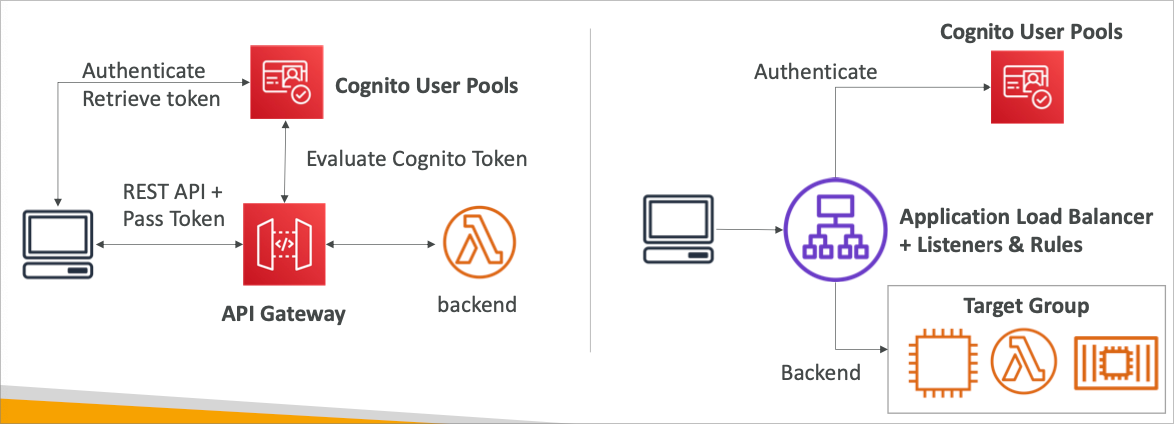 Authenticate
Retrieve token
Cognito User Pools
Evaluate Cognito Token
REST API +
Pass Token
API Gateway
backend
Cognito User Pools
Authenticate
Application Load Balancer
+ Listeners & Rules
Target Group
Backend